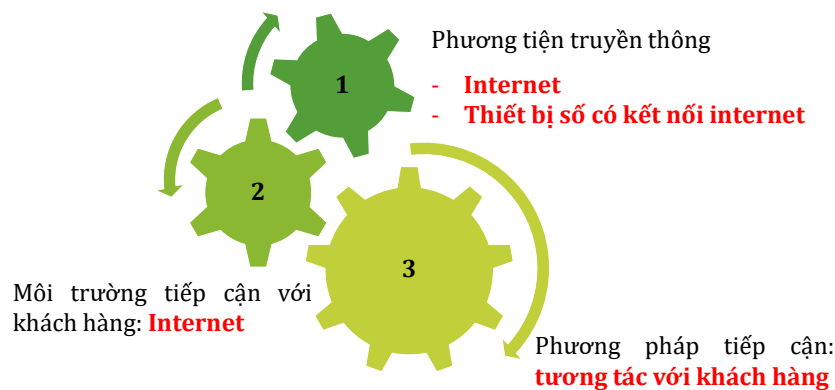 Phương tiện truyền thông
- Internet
- Thiết bị số có kết nối internet
1
2
3
Môi trường tiếp cận với
khách hàng: Internet
Phương pháp tiếp cận:
tương tác với khách hàng